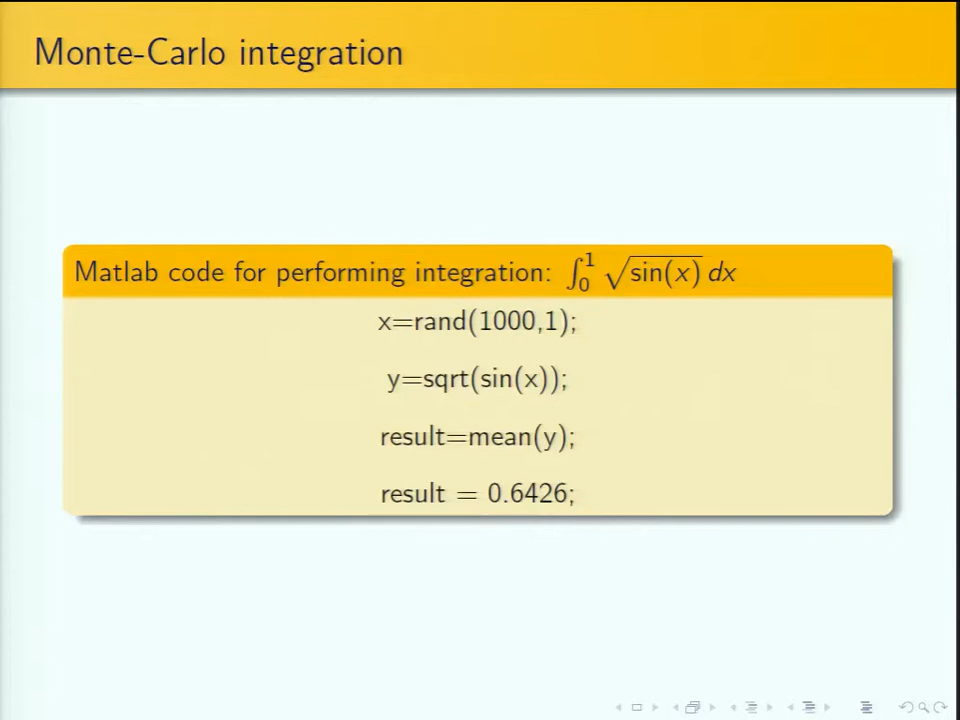 Monte-Carlo integration
Matlab code for performing integration: ∫₀¹ √sin(x) dx
x=rand(1000,1);
y=sqrt(sin(x));
result=mean(y);
result = 0.6426;